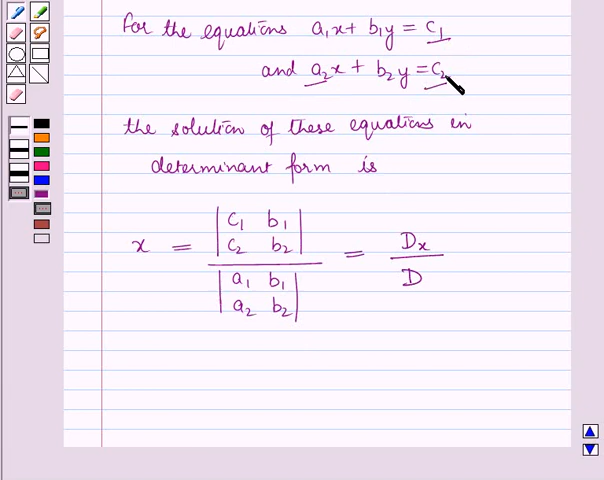 For the equations a₁x + b₁y = c₁
and a₂x + b₂y = c₂
the solution of these equations in
determinant form is
x = |c₁ b₁ c₂ b₂| / |a₁ b₁ a₂ b₂| = Dₓ / D